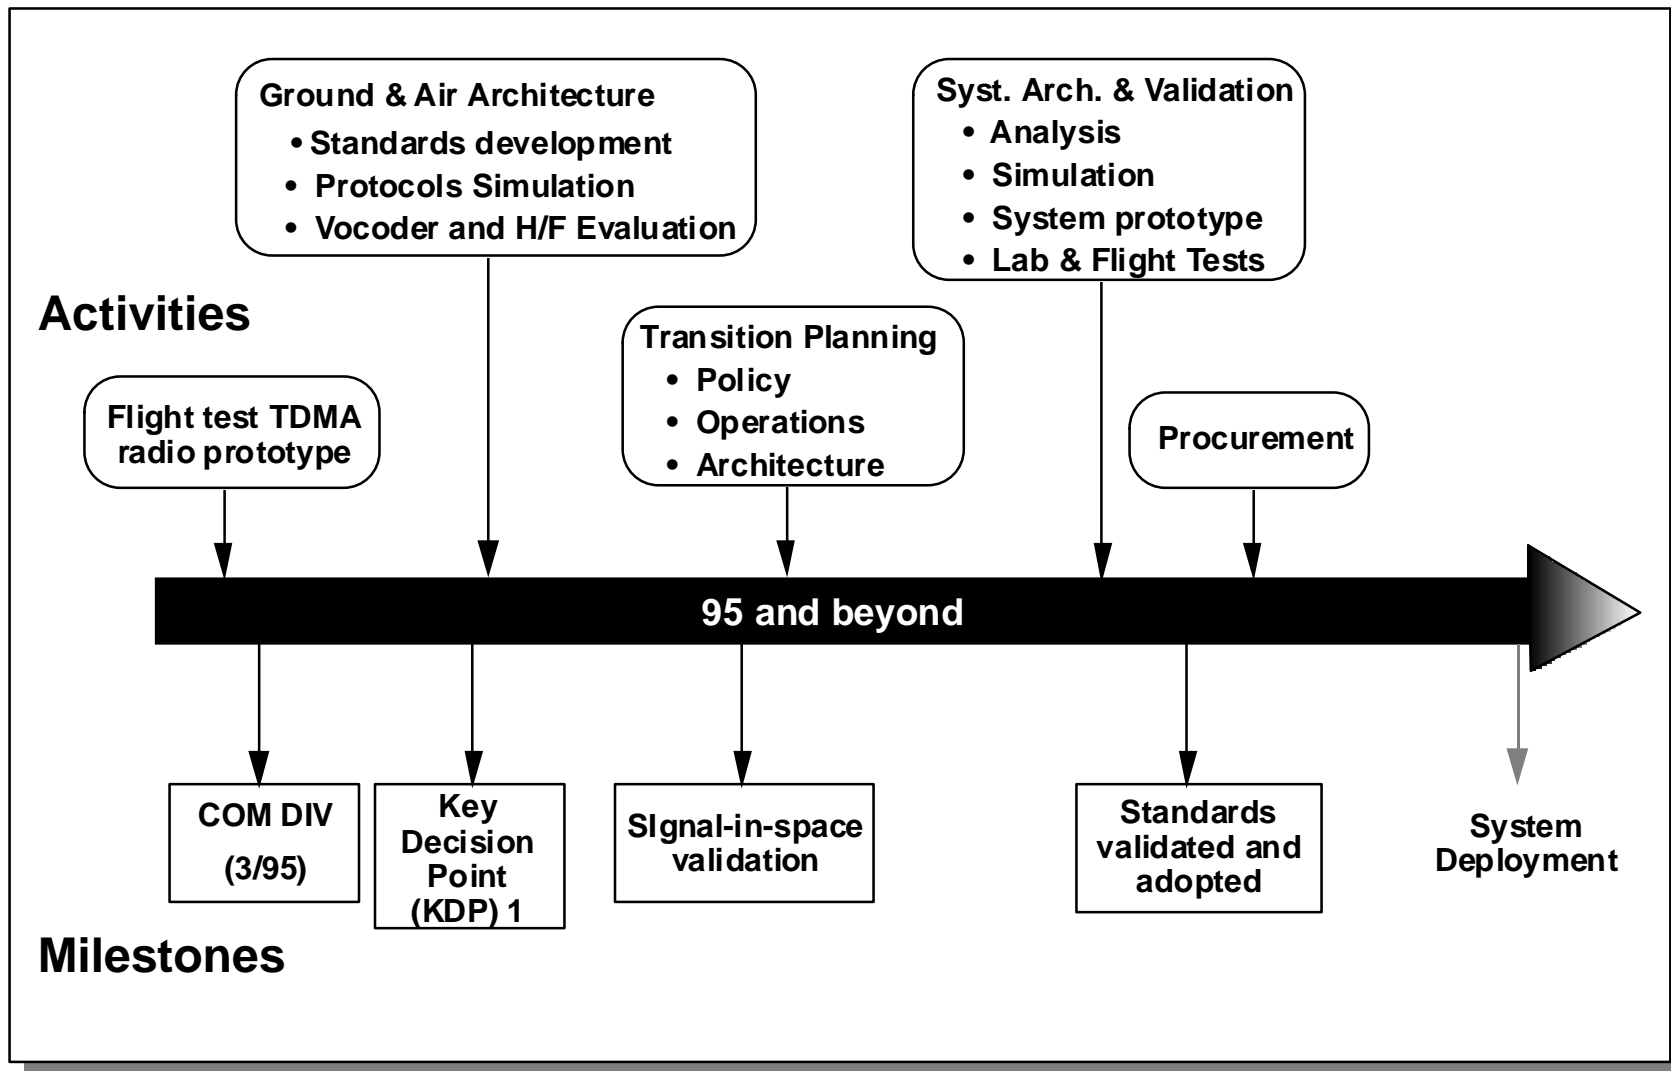 Ground & Air Architecture
• Standards development
• Protocols Simulation
• Vocoder and H/F Evaluation
Syst. Arch. & Validation
• Analysis
• Simulation
• System prototype
• Lab & Flight Tests
Activities
Transition Planning
• Policy
• Operations
• Architecture
Flight test TDMA
radio prototype
Procurement
95 and beyond
COM DIV
(3/95)
Key
Decision
Point
(KDP) 1
SIgnal-in-space
validation
Standards
validated and
adopted
System
Deployment
Milestones